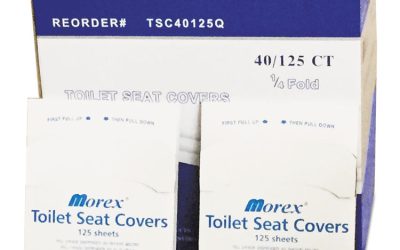 REORDER# TSC40125Q
40/125 CT
1/4 Fold
TOILET SEAT COVERS
FIRST PULL UP THEN PULL DOWN
FIRST PULL UP THEN PULL DOWN
Morex®
Toilet Seat Covers
125 sheets
Morex®
Toilet Seat Covers
125 sheets